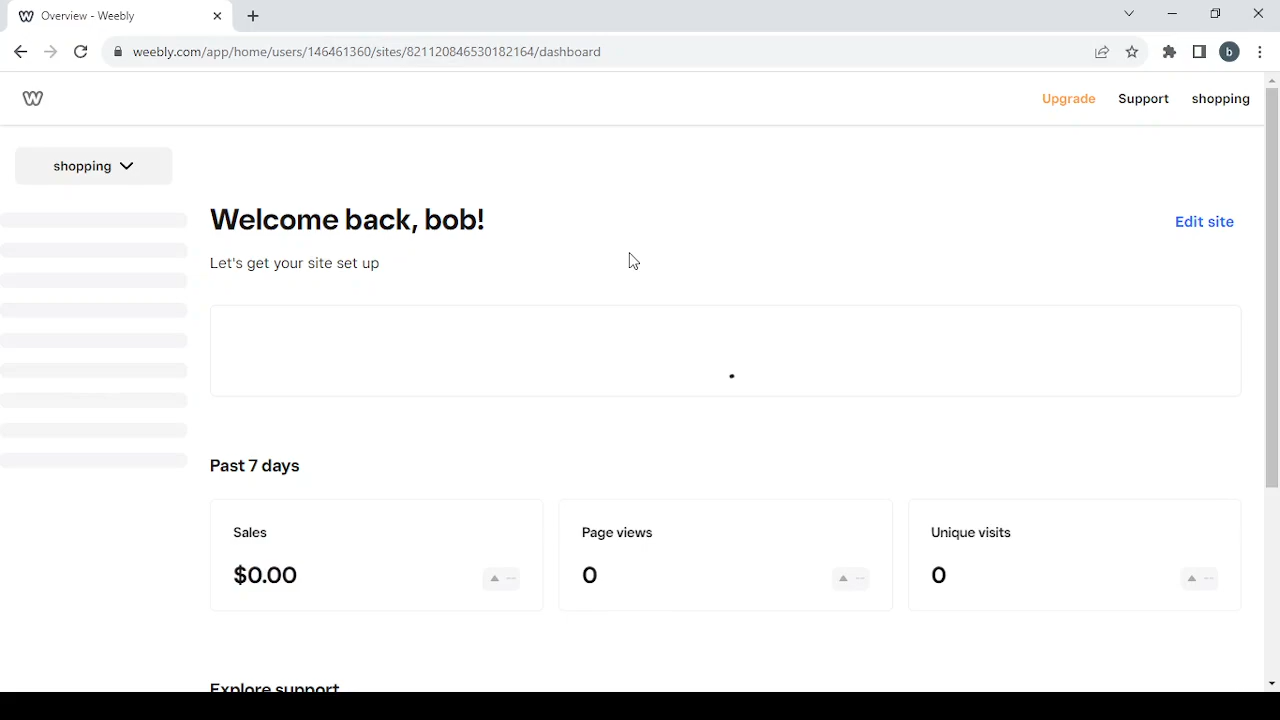 Overview - Weebly
weebly.com/app/home/users/146461360/sites/821120846530182164/dashboard
b
Upgrade
Support
shopping
shopping
Welcome back, bob!
Edit site
Let's get your site set up
Past 7 days
Sales
$0.00
--
Page views
0
--
Unique visits
0
--
Explore support